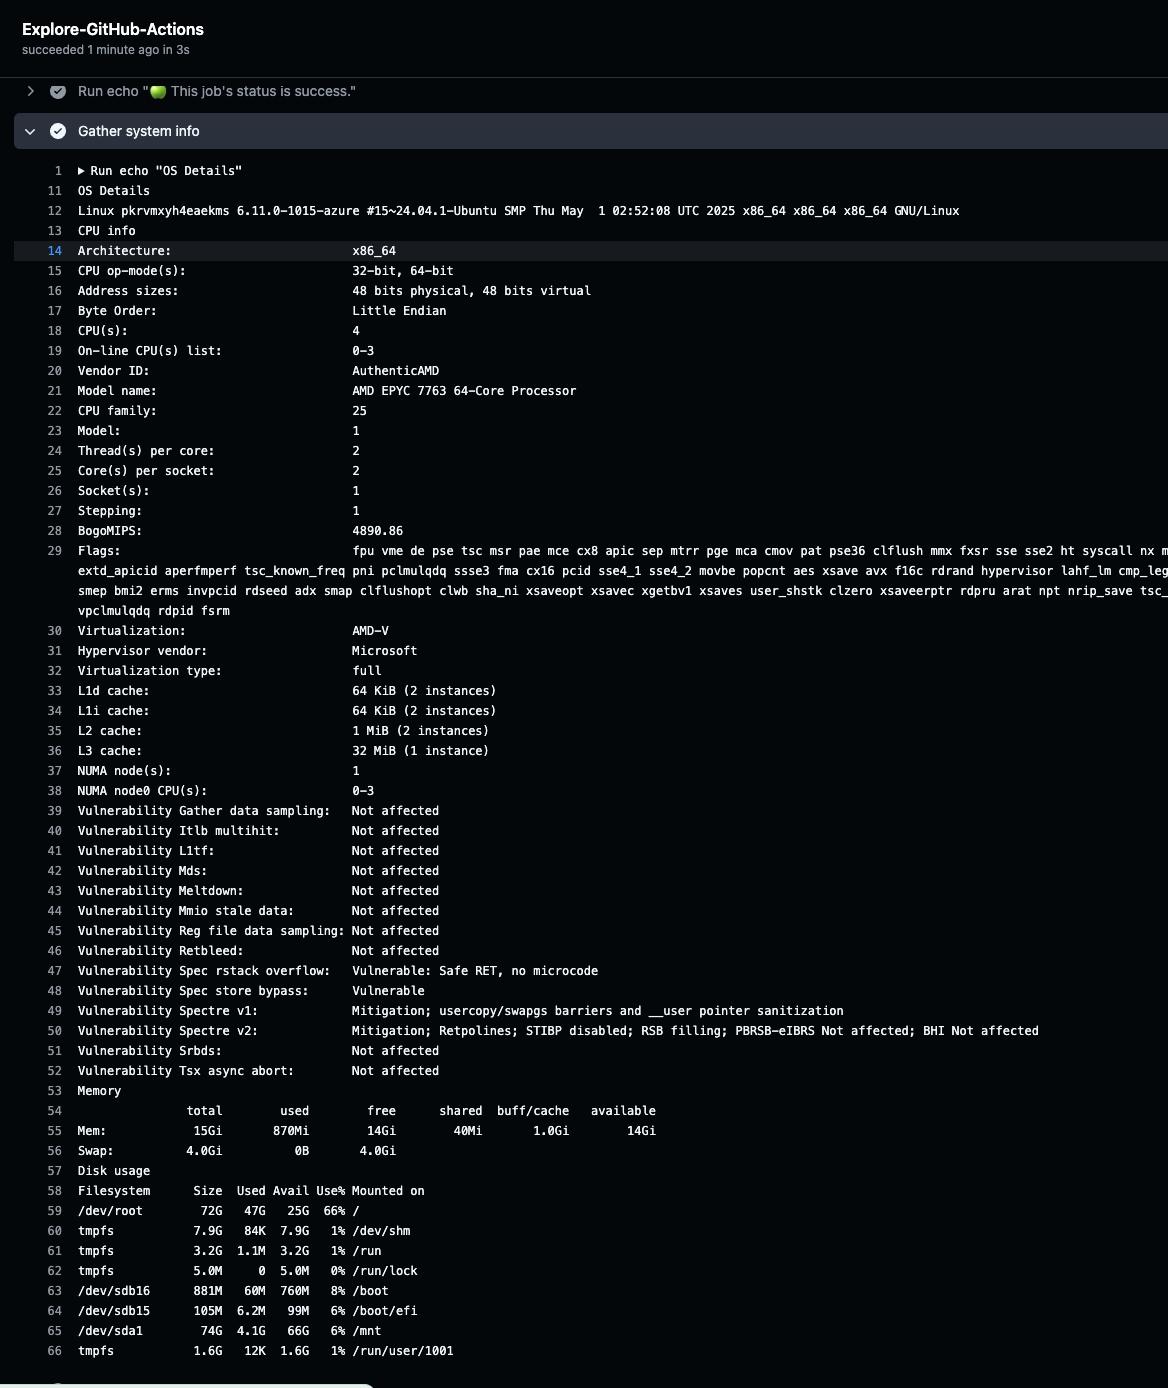 Explore-GitHub-Actions
succeeded 1 minute ago in 3s
Run echo "🍏 This job's status is success."
Gather system info
1 ▶ Run echo "OS Details"
11 OS Details
12 Linux pkrvmxyh4eaekms 6.11.0-1015-azure #15~24.04.1-Ubuntu SMP Thu May  1 02:52:08 UTC 2025 x86_64 x86_64 x86_64 GNU/Linux
13 CPU info
14 Architecture: x86_64
15 CPU op-mode(s): 32-bit, 64-bit
16 Address sizes: 48 bits physical, 48 bits virtual
17 Byte Order: Little Endian
18 CPU(s): 4
19 On-line CPU(s) list: 0-3
20 Vendor ID: AuthenticAMD
21 Model name: AMD EPYC 7763 64-Core Processor
22 CPU family: 25
23 Model: 1
24 Thread(s) per core: 2
25 Core(s) per socket: 2
26 Socket(s): 1
27 Stepping: 1
28 BogoMIPS: 4890.86
29 Flags: fpu vme de pse tsc msr pae mce cx8 apic sep mtrr pge mca cmov pat pse36 clflush mmx fxsr sse sse2 ht syscall nx
extd_apicid aperfmperf tsc_known_freq pni pclmulqdq ssse3 fma cx16 pcid sse4_1 sse4_2 movbe popcnt aes xsave avx f16c rdrand hypervisor lahf_lm cmp_leg
smep bmi2 erms invpcid rdseed adx smap clflushopt clwb sha_ni xsaveopt xsavec xgetbv1 xsaves user_shstk clzero xsaveerptr rdpru arat npt nrip_save tsc_
vpclmulqdq rdpid fsrm
30 Virtualization: AMD-V
31 Hypervisor vendor: Microsoft
32 Virtualization type: full
33 L1d cache: 64 KiB (2 instances)
34 L1i cache: 64 KiB (2 instances)
35 L2 cache: 1 MiB (2 instances)
36 L3 cache: 32 MiB (1 instance)
37 NUMA node(s): 1
38 NUMA node0 CPU(s): 0-3
39 Vulnerability Gather data sampling: Not affected
40 Vulnerability Itlb multihit: Not affected
41 Vulnerability L1tf: Not affected
42 Vulnerability Mds: Not affected
43 Vulnerability Meltdown: Not affected
44 Vulnerability Mmio stale data: Not affected
45 Vulnerability Reg file data sampling: Not affected
46 Vulnerability Retbleed: Not affected
47 Vulnerability Spec rstack overflow: Vulnerable: Safe RET, no microcode
48 Vulnerability Spec store bypass: Vulnerable
49 Vulnerability Spectre v1: Mitigation; usercopy/swapgs barriers and __user pointer sanitization
50 Vulnerability Spectre v2: Mitigation; Retpolines; STIBP disabled; RSB filling; PBRSB-eIBRS Not affected; BHI Not affected
51 Vulnerability Srbds: Not affected
52 Vulnerability Tsx async abort: Not affected
53 Memory
54 total used free shared buff/cache available
55 Mem: 15Gi 870Mi 14Gi 40Mi 1.0Gi 14Gi
56 Swap: 4.0Gi 0B 4.0Gi
57 Disk usage
58 Filesystem Size Used Avail Use% Mounted on
59 /dev/root 72G 47G 25G 66% /
60 tmpfs 7.9G 84K 7.9G 1% /dev/shm
61 tmpfs 3.2G 1.1M 3.2G 1% /run
62 tmpfs 5.0M 0 5.0M 0% /run/lock
63 /dev/sdb16 881M 60M 760M 8% /boot
64 /dev/sdb15 105M 6.2M 99M 6% /boot/efi
65 /dev/sda1 74G 4.1G 66G 6% /mnt
66 tmpfs 1.6G 12K 1.6G 1% /run/user/1001